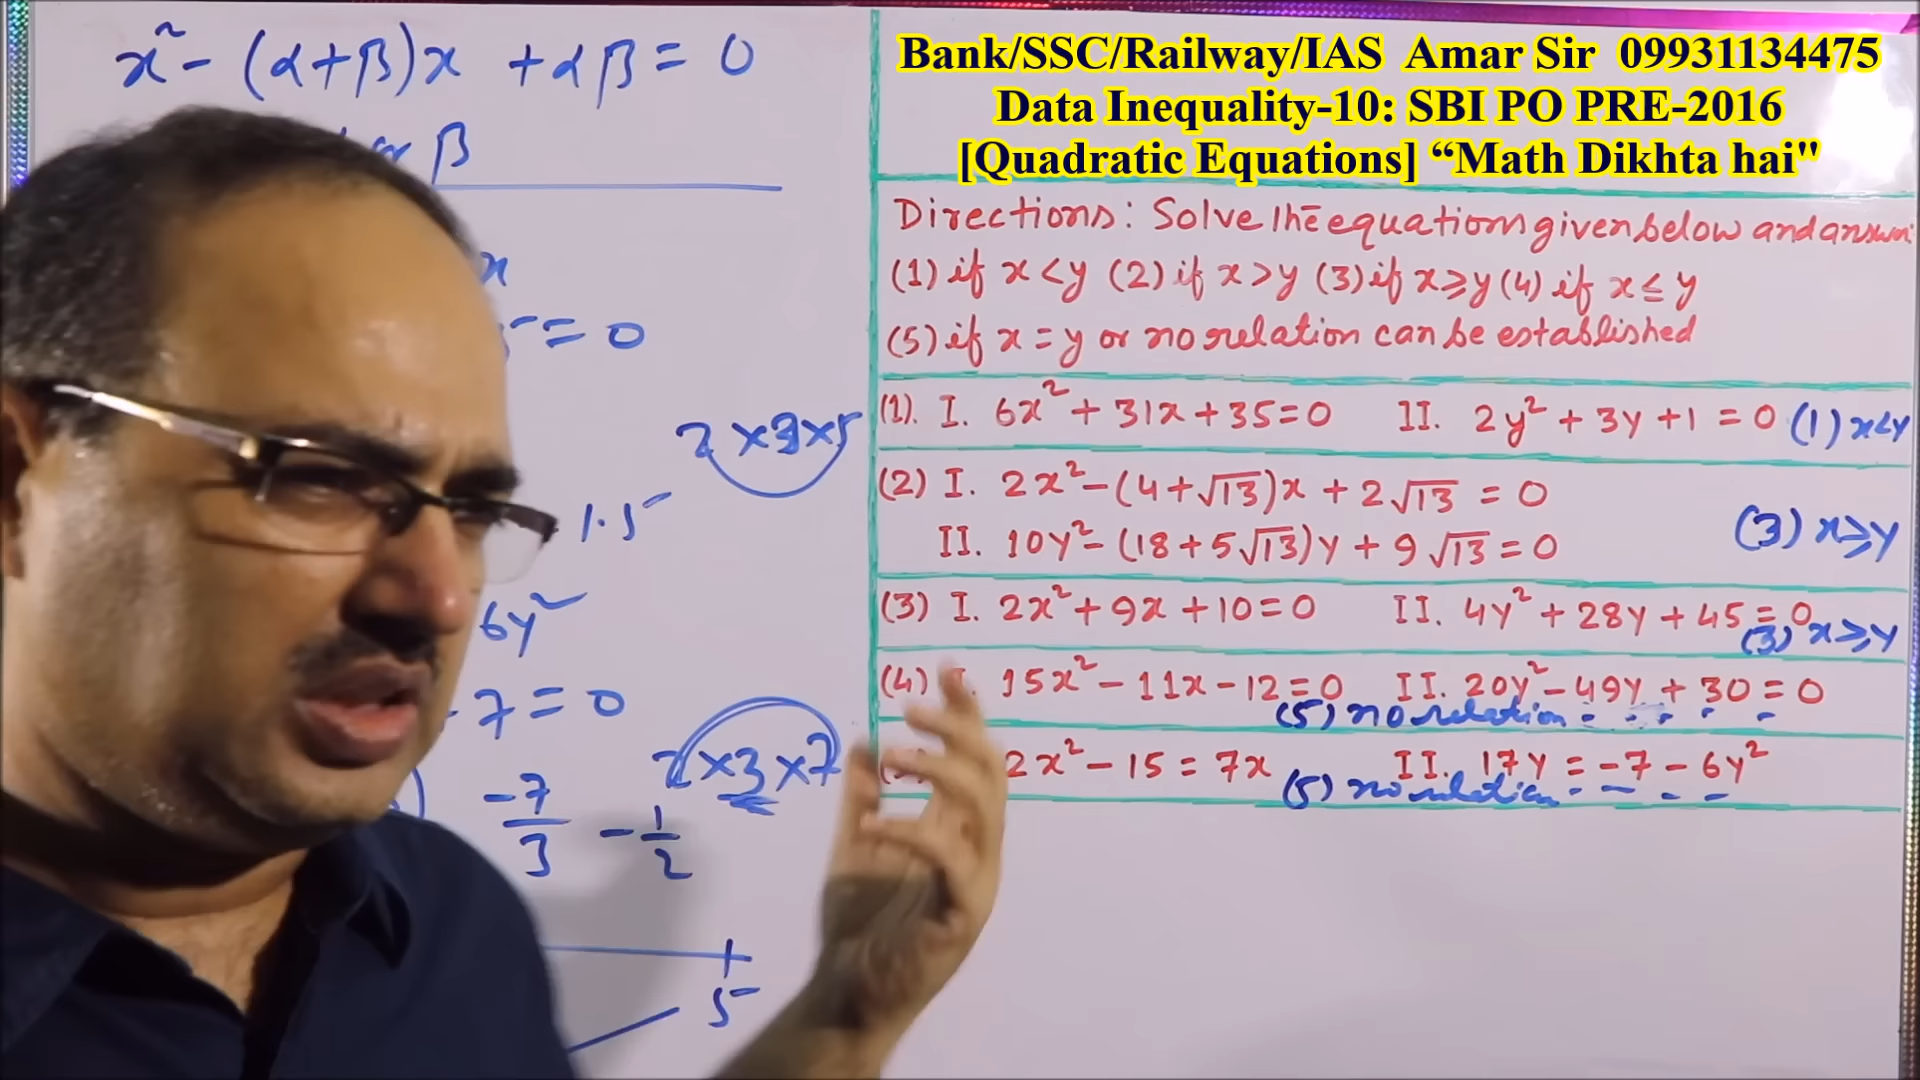 x² - (α+β)x + αβ = 0
β
x
= 0
2×3×5
1.5
6y²
- 7 = 0
2×3×7
-7/3 -1/2
5
Bank/SSC/Railway/IAS Amar Sir 09931134475
Data Inequality-10: SBI PO PRE-2016
[Quadratic Equations] “Math Dikhta hai"
Directions: Solve the equations given below and answer:
(1) if x < y (2) if x > y (3) if x ≥ y (4) if x ≤ y
(5) if x = y or no relation can be established
(1). I. 6x² + 31x + 35 = 0 II. 2y² + 3y + 1 = 0 (1) x<y
(2) I. 2x² - (4+√13)x + 2√13 = 0
II. 10y² - (18+5√13)y + 9√13 = 0 (3) x≥y
(3) I. 2x² + 9x + 10 = 0 II. 4y² + 28y + 45 = 0
(3) x≥y
(4) I. 15x² - 11x - 12 = 0 II. 20y² - 49y + 30 = 0
(5) no relation - - - -
2x² - 15 = 7x II. 17y = -7 - 6y²
(5) no relation - - - -